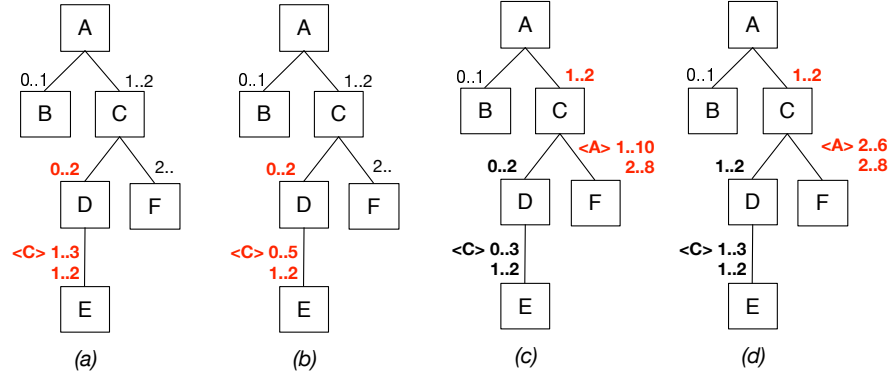 A
0..1
1..2
B
C
0..2
2..
D
F
<C> 1..3
1..2
E
(a)
A
0..1
1..2
B
C
0..2
2..
D
F
<C> 0..5
1..2
E
(b)
A
0..1
1..2
B
C
<A> 1..10
0..2
2..8
D
F
<C> 0..3
1..2
E
(c)
A
0..1
1..2
B
C
<A> 2..6
1..2
2..8
D
F
<C> 1..3
1..2
E
(d)